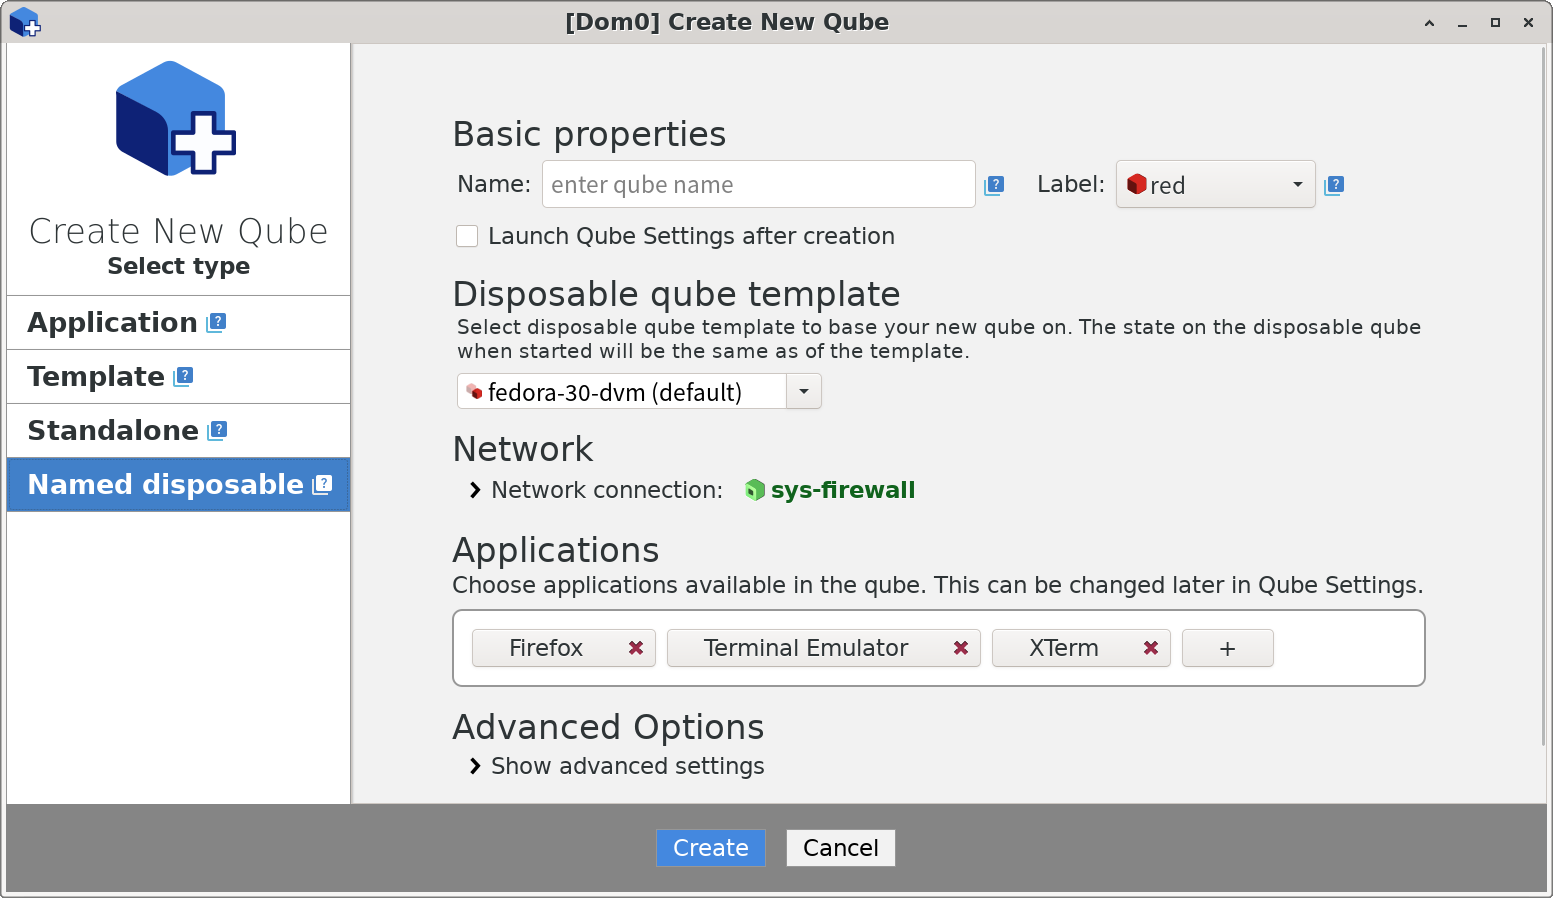 [Dom0] Create New Qube
Create New Qube
Select type
Application ?
Template ?
Standalone ?
Named disposable ?
Basic properties
Name: enter qube name ? Label: red ?
Launch Qube Settings after creation
Disposable qube template
Select disposable qube template to base your new qube on. The state on the disposable qube
when started will be the same as of the template.
fedora-30-dvm (default)
Network
Network connection: sys-firewall
Applications
Choose applications available in the qube. This can be changed later in Qube Settings.
Firefox Terminal Emulator XTerm +
Advanced Options
Show advanced settings
Create Cancel